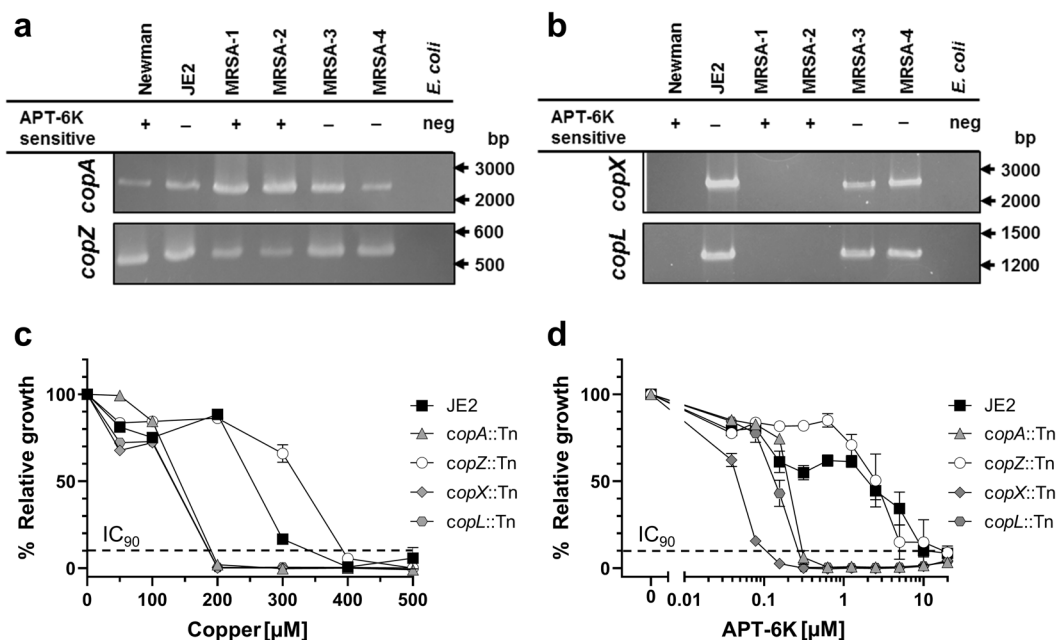 a
Newman
JE2
MRSA-1
MRSA-2
MRSA-3
MRSA-4
E. coli
APT-6K
sensitive
+ – + + – – neg
bp
copA
3000
2000
copZ
600
500
b
Newman
JE2
MRSA-1
MRSA-2
MRSA-3
MRSA-4
E. coli
APT-6K
sensitive
+ – + + – – neg
bp
copX
3000
2000
copL
1500
1200
c
% Relative growth
100
50
0
IC90
0 100 200 300 400 500
Copper [µM]
JE2
copA::Tn
copZ::Tn
copX::Tn
copL::Tn
d
% Relative growth
100
50
0
IC90
0 0.01 0.1 1 10
APT-6K [µM]
JE2
copA::Tn
copZ::Tn
copX::Tn
copL::Tn